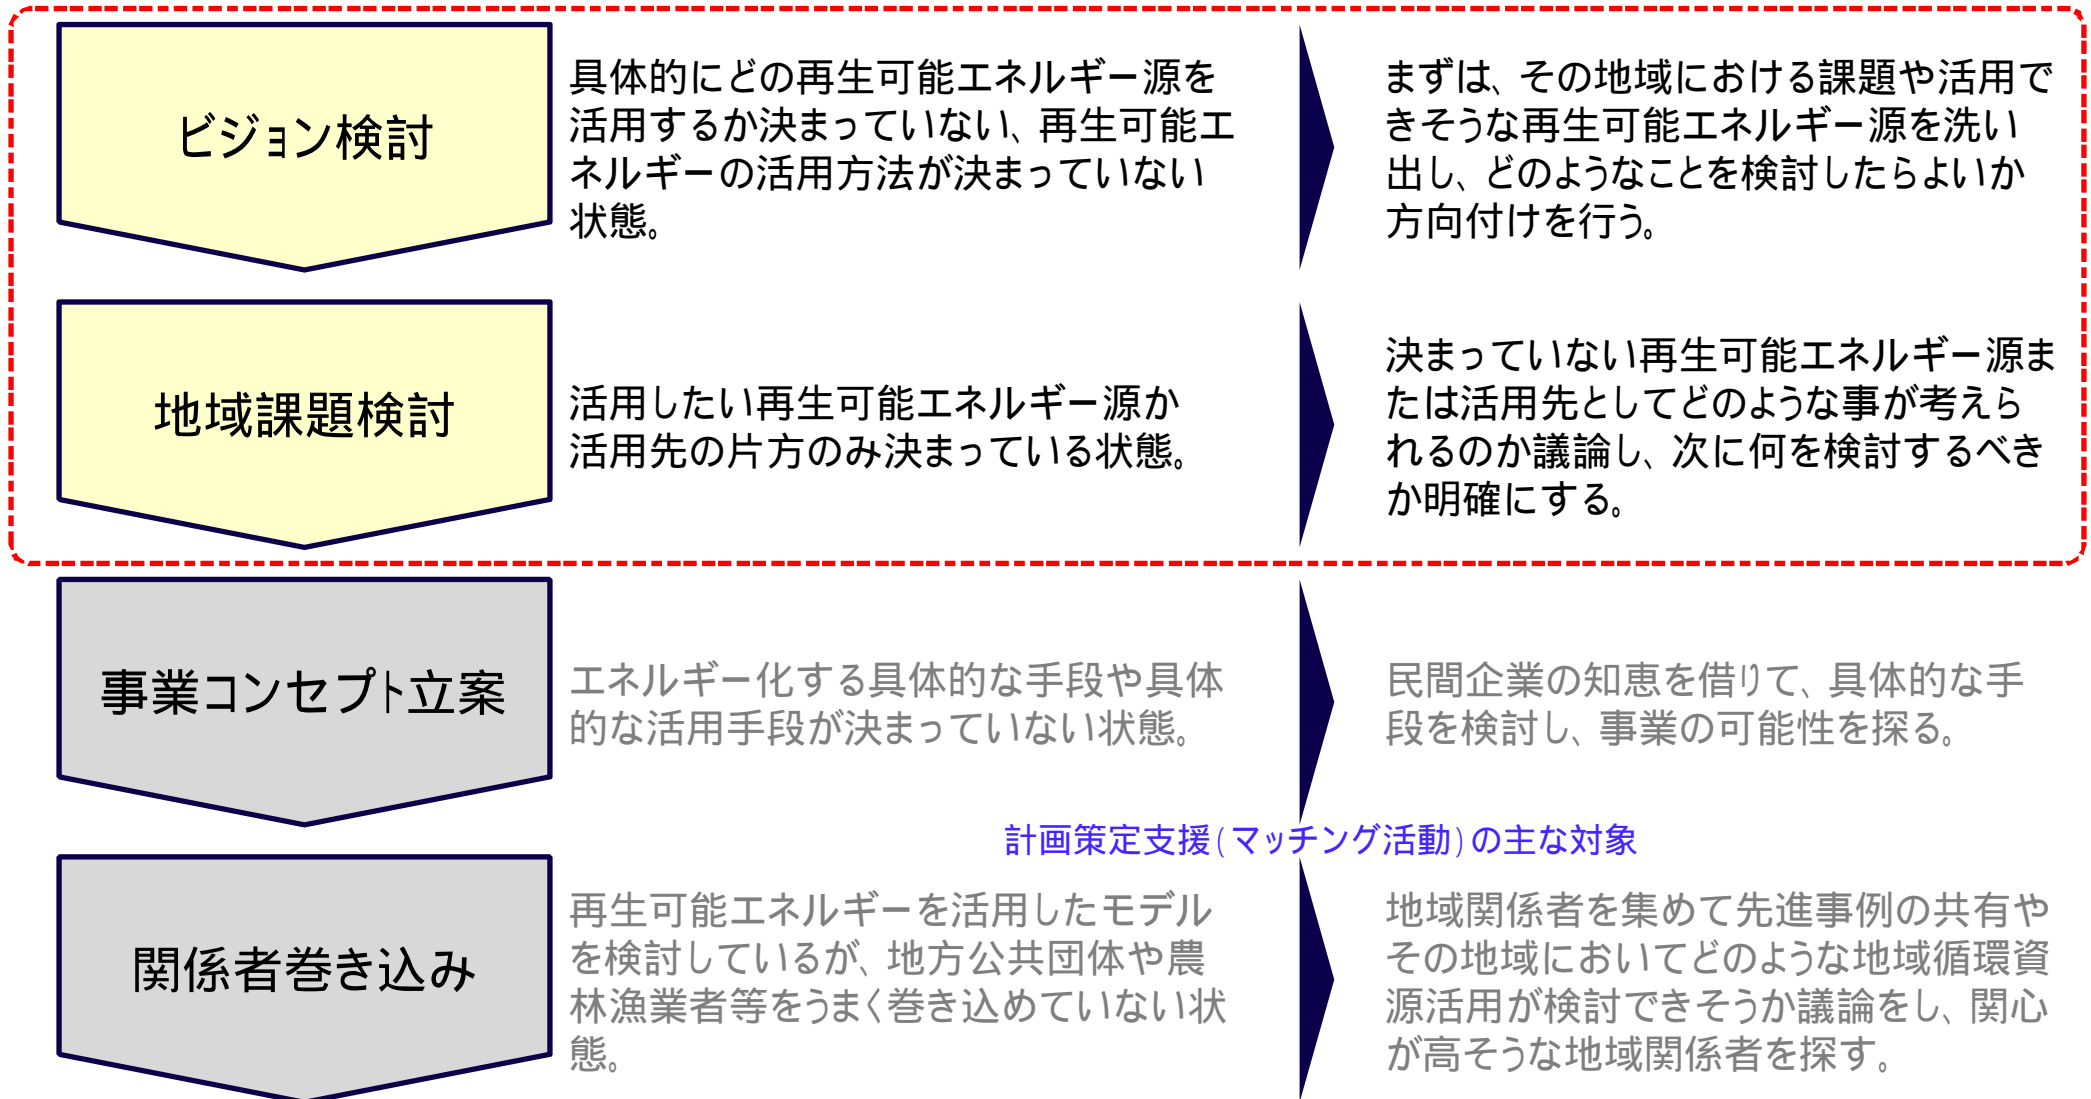 ビジョン検討
具体的にどの再生可能エネルギー源を
活用するか決まっていない、再生可能エ
ネルギーの活用方法が決まっていない
状態。
まずは、その地域における課題や活用で
きそうな再生可能エネルギー源を洗い
出し、どのようなことを検討したらよいか
方向付けを行う。
地域課題検討
活用したい再生可能エネルギー源か
活用先の片方のみ決まっている状態。
決まっていない再生可能エネルギー源ま
たは活用先としてどのような事が考えら
れるのか議論し、次に何を検討するべき
か明確にする。
事業コンセプト立案
エネルギー化する具体的な手段や具体
的な活用手段が決まっていない状態。
民間企業の知恵を借りて、具体的な手
段を検討し、事業の可能性を探る。
計画策定支援(マッチング活動)の主な対象
関係者巻き込み
再生可能エネルギーを活用したモデル
を検討しているが、地方公共団体や農
林漁業者等をうまく巻き込めていない状
態。
地域関係者を集めて先進事例の共有や
その地域においてどのような地域循環資
源活用が検討できそうか議論をし、関心
が高そうな地域関係者を探す。